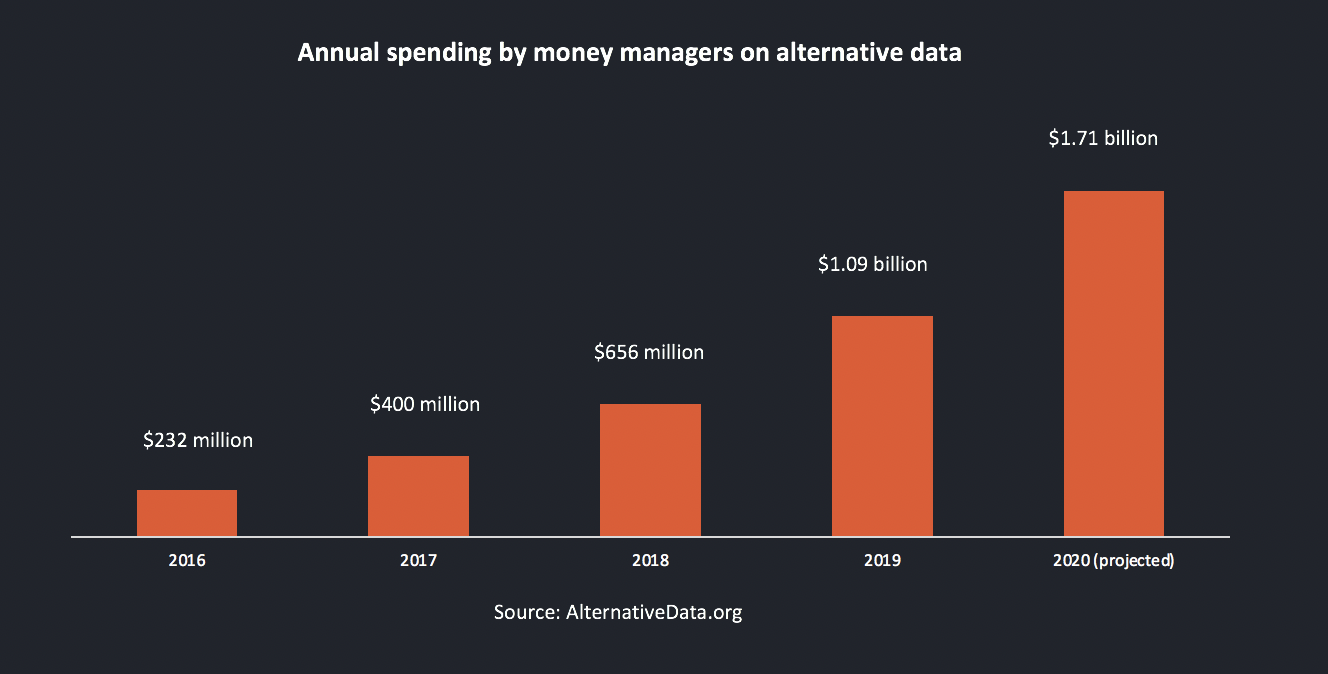 Annual spending by money managers on alternative data
$1.71 billion
$1.09 billion
$656 million
$400 million
$232 million
2016
2017
2018
2019
2020 (projected)
Source: AlternativeData.org